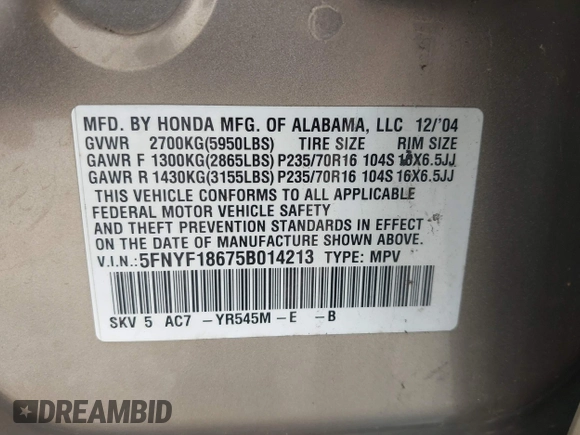 MFD. BY HONDA MFG. OF ALABAMA, LLC 12/'04
GVWR 2700KG(5950LBS) TIRE SIZE RIM SIZE
GAWR F 1300KG(2865LBS) P235/70R16 104S 16X6.5JJ
GAWR R 1430KG(3155LBS) P235/70R16 104S 16X6.5JJ
THIS VEHICLE CONFORMS TO ALL APPLICABLE
FEDERAL MOTOR VEHICLE SAFETY
AND THEFT PREVENTION STANDARDS IN EFFECT
ON THE DATE OF MANUFACTURE SHOWN ABOVE.
V.I.N.: 5FNYF18675B014213 TYPE: MPV
SKV 5 AC7 -YR545M-E -B
DREAMBID